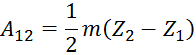 A₁₂ = ½ m(Z₂ − Z₁)